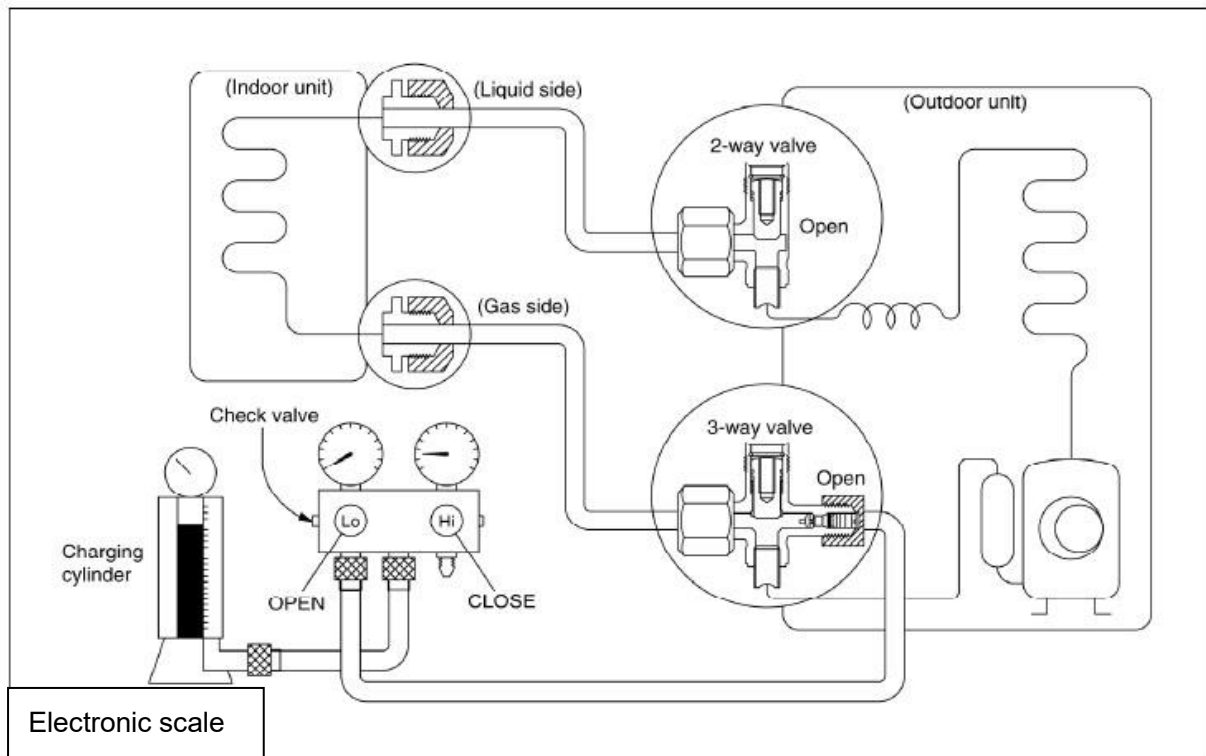 (Indoor unit)
(Liquid side)
(Outdoor unit)
2-way valve
Open
(Gas side)
Check valve
3-way valve
Open
Lo
Hi
Charging
cylinder
OPEN
CLOSE
Electronic scale